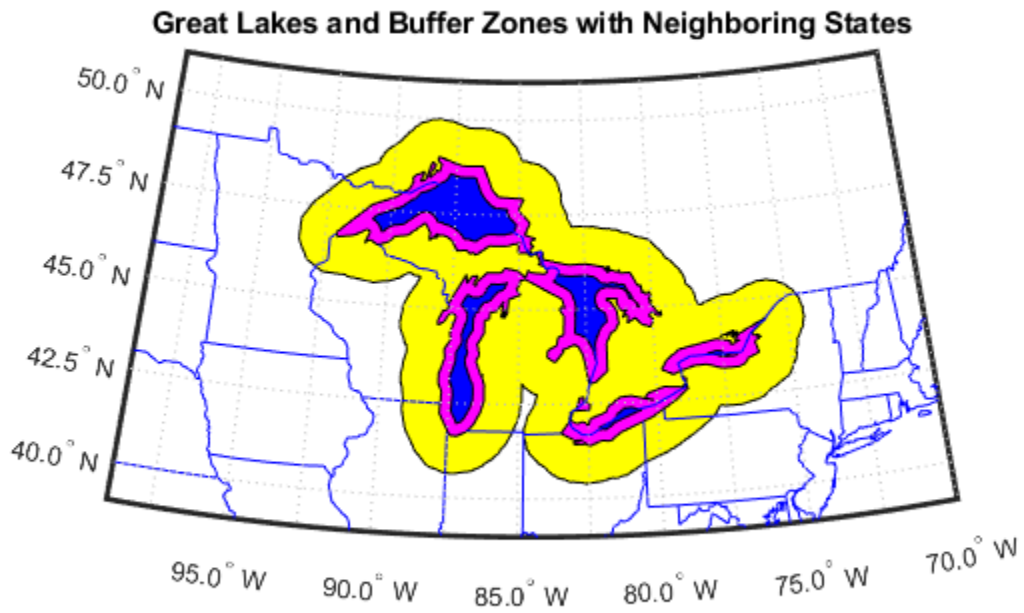 Great Lakes and Buffer Zones with Neighboring States
50.0° N
47.5° N
45.0° N
42.5° N
40.0° N
95.0° W
90.0° W
85.0° W
80.0° W
75.0° W
70.0° W